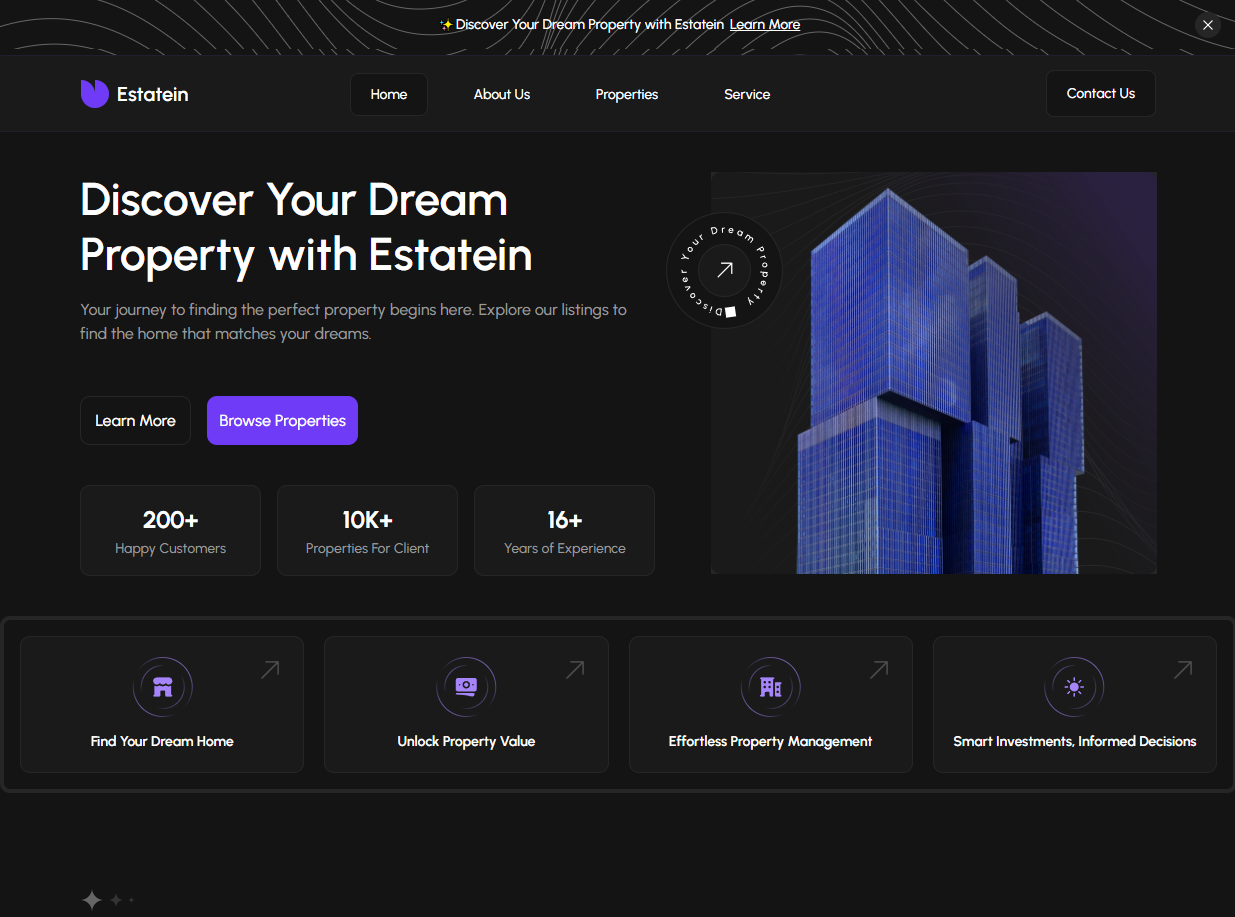 ✨Discover Your Dream Property with Estatein Learn More
Estatein
Home
About Us
Properties
Service
Contact Us
Discover Your Dream
Property with Estatein
Your journey to finding the perfect property begins here. Explore our listings to
find the home that matches your dreams.
Discover Your Dream Property
Learn More
Browse Properties
200+
Happy Customers
10K+
Properties For Client
16+
Years of Experience
Find Your Dream Home
Unlock Property Value
Effortless Property Management
Smart Investments, Informed Decisions